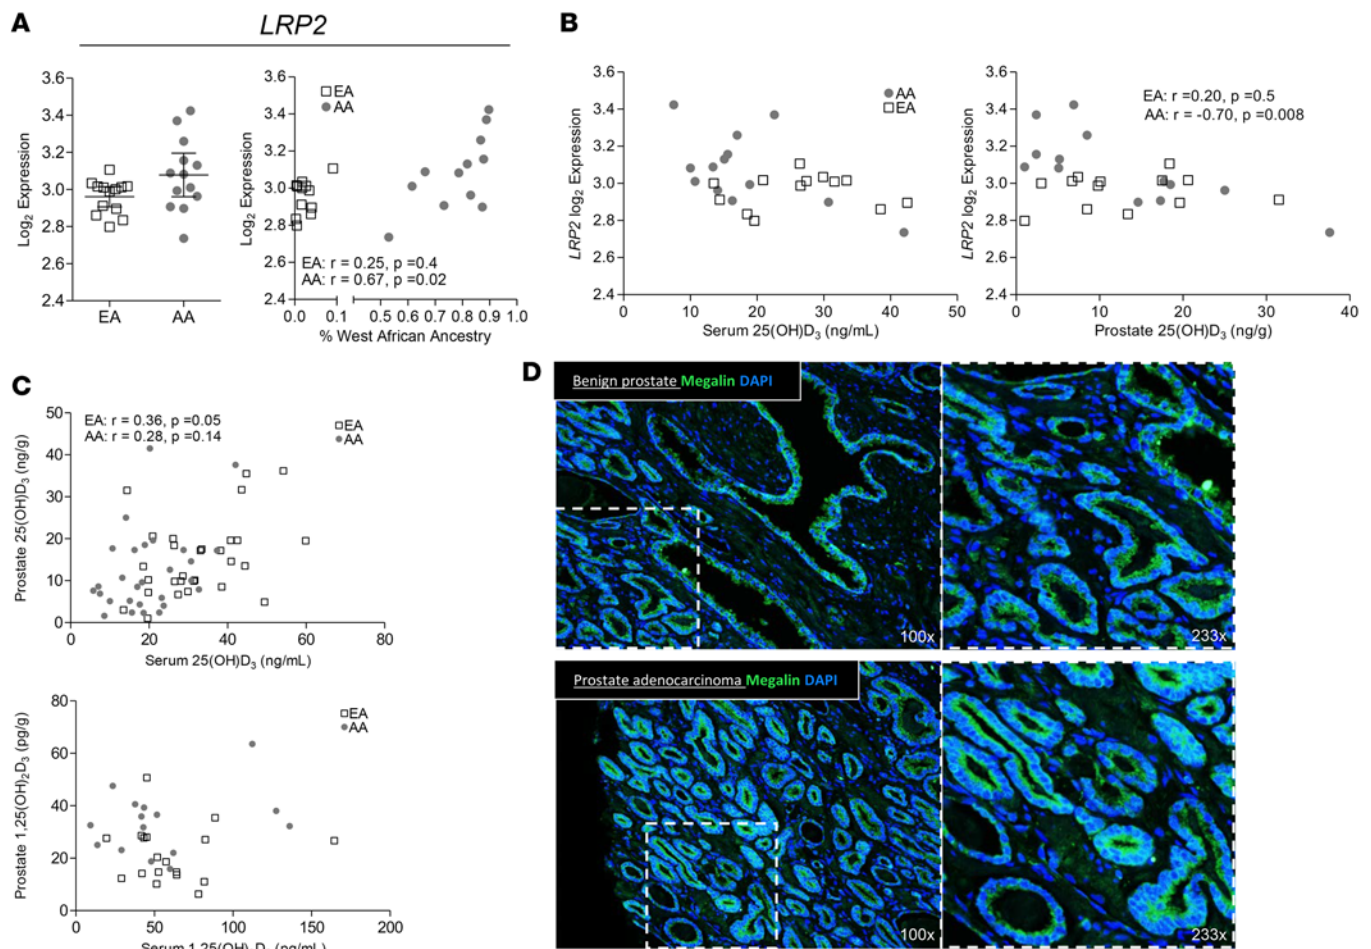 A
LRP2
Log2 Expression
3.6
3.4
3.2
3.0
2.8
2.6
2.4
EA
AA
Log2 Expression
3.6
3.4
3.2
3.0
2.8
2.6
2.4
EA
AA
EA: r = 0.25, p =0.4
AA: r = 0.67, p =0.02
0.0 0.1 0.5 0.6 0.7 0.8 0.9 1.0
% West African Ancestry
B
LRP2 log2 Expression
3.6
3.4
3.2
3.0
2.8
2.6
2.4
AA
EA
0 10 20 30 40 50
Serum 25(OH)D3 (ng/mL)
LRP2 log2 Expression
3.6
3.4
3.2
3.0
2.8
2.6
2.4
EA: r =0.20, p =0.5
AA: r = -0.70, p =0.008
0 10 20 30 40
Prostate 25(OH)D3 (ng/g)
C
Prostate 25(OH)D3 (ng/g)
50
40
30
20
10
0
EA: r = 0.36, p =0.05
AA: r = 0.28, p =0.14
EA
AA
0 20 40 60 80
Serum 25(OH)D3 (ng/mL)
Prostate 1,25(OH)2D3 (pg/g)
80
60
40
20
0
EA
AA
0 50 100 150 200
Serum 1,25(OH)2D3 (ng/mL)
D
Benign prostate Megalin DAPI
100x
233x
Prostate adenocarcinoma Megalin DAPI
100x
233x